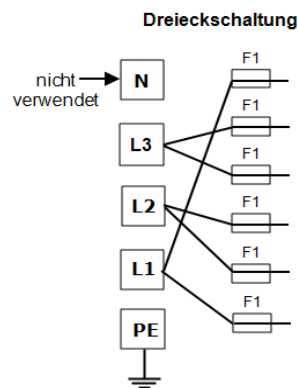 Dreieckschaltung
F1
nicht
verwendet
N
F1
L3
F1
F1
L2
F1
L1
F1
PE